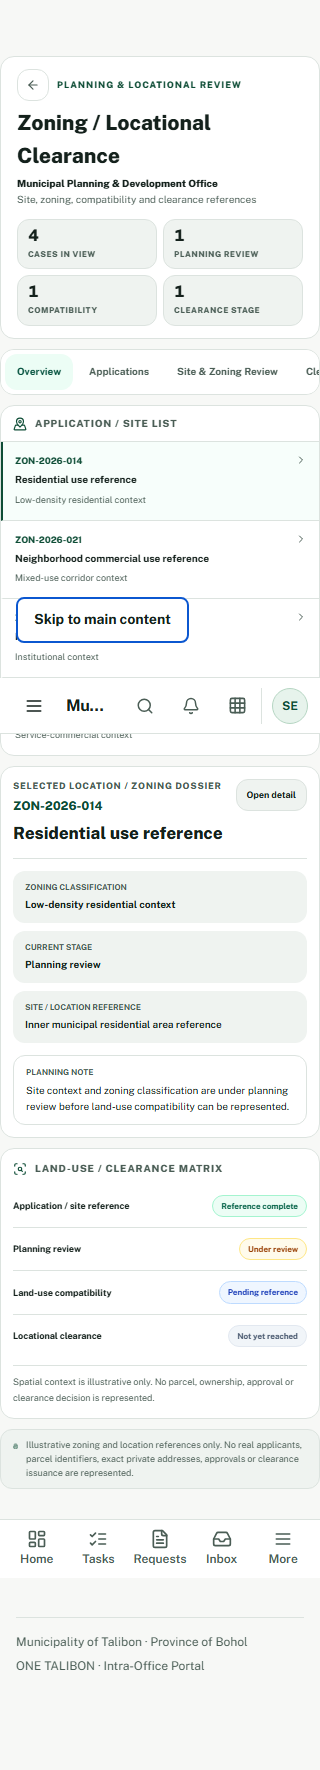 PLANNING & LOCATIONAL REVIEW
Zoning / Locational
Clearance
Municipal Planning & Development Office
Site, zoning, compatibility and clearance references
4
CASES IN VIEW
1
PLANNING REVIEW
1
COMPATIBILITY
1
CLEARANCE STAGE
Overview Applications Site & Zoning Review
APPLICATION / SITE LIST
ZON-2026-014
Residential use reference
Low-density residential context
ZON-2026-021
Neighborhood commercial use reference
Mixed-use corridor context
Skip to main content
Institutional context
Mu... SE
Service-commercial context
SELECTED LOCATION / ZONING DOSSIER
ZON-2026-014
Open detail
Residential use reference
ZONING CLASSIFICATION
Low-density residential context
CURRENT STAGE
Planning review
SITE / LOCATION REFERENCE
Inner municipal residential area reference
PLANNING NOTE
Site context and zoning classification are under planning
review before land-use compatibility can be represented.
LAND-USE / CLEARANCE MATRIX
Application / site reference Reference complete
Planning review Under review
Land-use compatibility Pending reference
Locational clearance Not yet reached
Spatial context is illustrative only. No parcel, ownership, approval or
clearance decision is represented.
Illustrative zoning and location references only. No real applicants,
parcel identifiers, exact private addresses, approvals or clearance
issuance are represented.
Home Tasks Requests Inbox More
Municipality of Talibon · Province of Bohol
ONE TALIBON · Intra-Office Portal